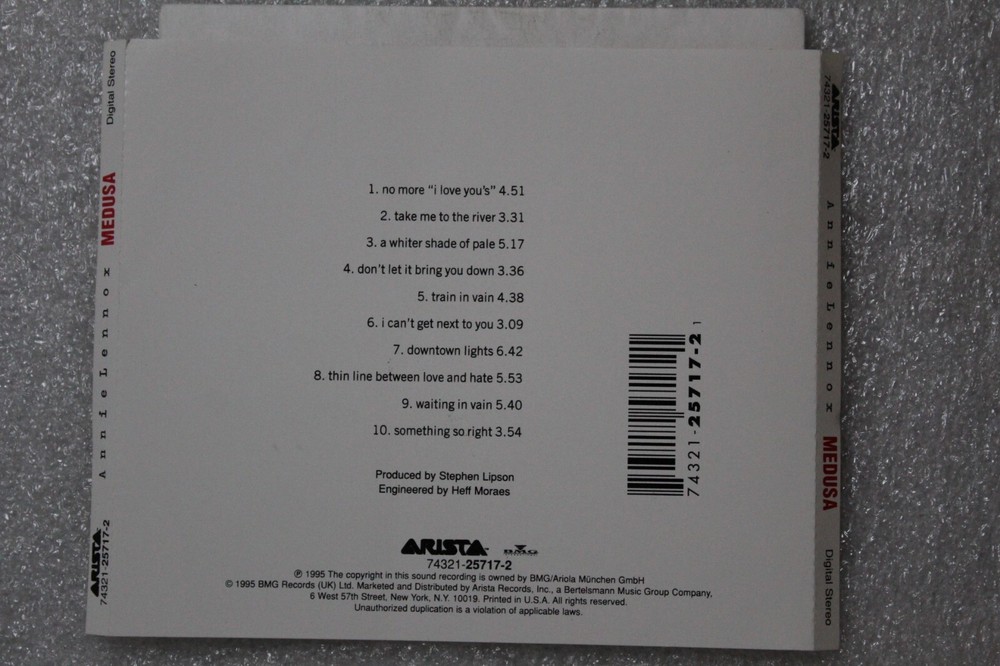 Digital Stereo
MEDUSA
Annie Lennox
ARISTA
74321-25717-2
1. no more “i love you's” 4.51
2. take me to the river 3.31
3. a whiter shade of pale 5.17
4. don't let it bring you down 3.36
5. train in vain 4.38
6. i can't get next to you 3.09
7. downtown lights 6.42
8. thin line between love and hate 5.53
9. waiting in vain 5.40
10. something so right 3.54
Produced by Stephen Lipson
Engineered by Heff Moraes
74321-25717-2 1
ARISTA BMG
74321-25717-2
℗ 1995 The copyright in this sound recording is owned by BMG/Ariola München GmbH
© 1995 BMG Records (UK) Ltd. Marketed and Distributed by Arista Records, Inc., a Bertelsmann Music Group Company,
6 West 57th Street, New York, N.Y. 10019. Printed in U.S.A. All rights reserved.
Unauthorized duplication is a violation of applicable laws.
ARISTA
74321-25717-2
Annie Lennox
MEDUSA
Digital Stereo